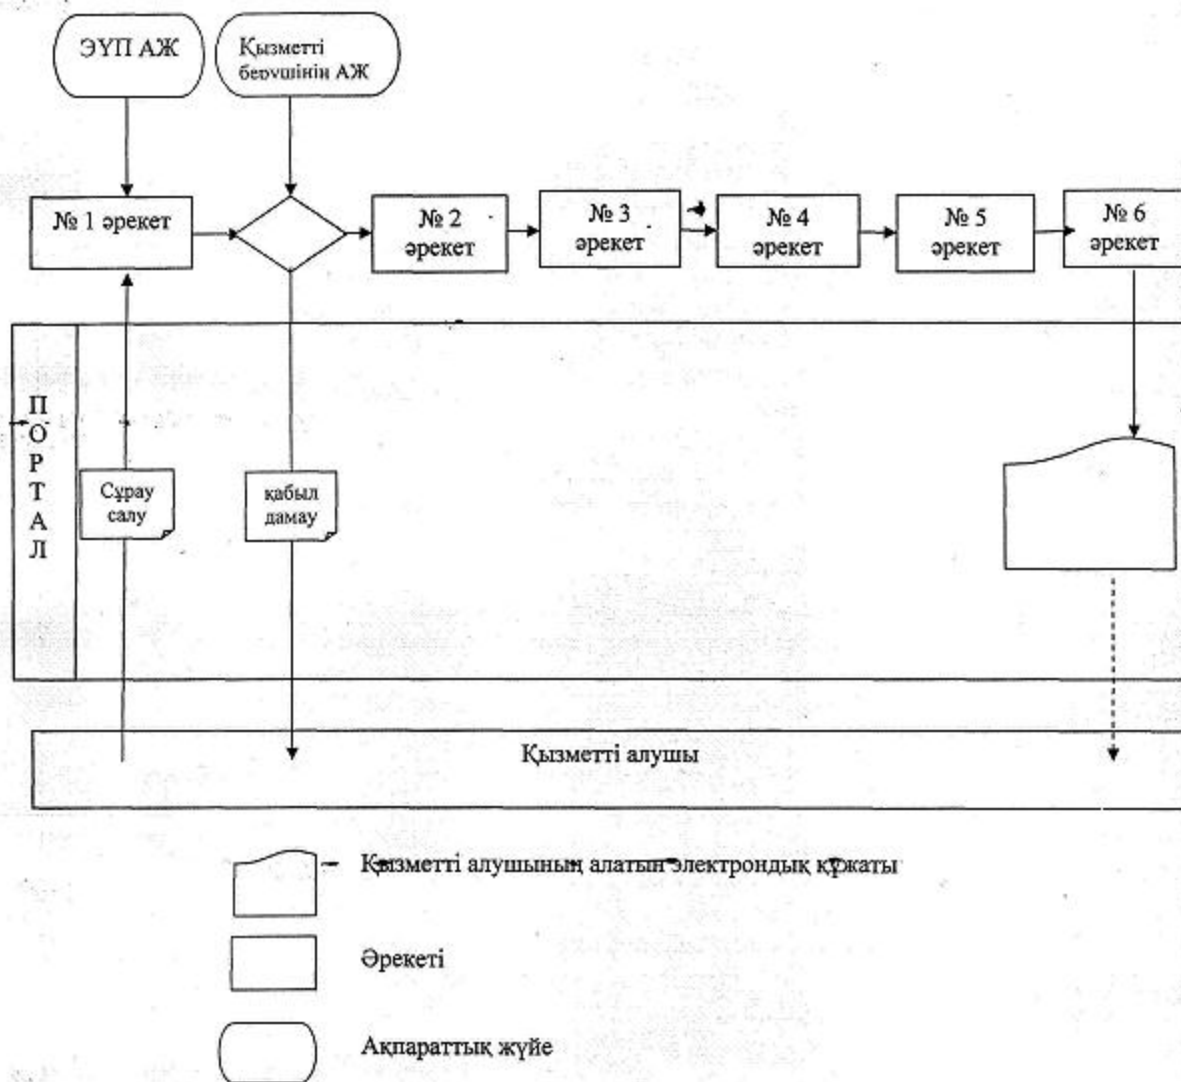 ЭҮП АЖ
Қызметті
берушінің АЖ
№ 1 әрекет
№ 2
әрекет
№ 3
әрекет
№ 4
әрекет
№ 5
әрекет
№ 6
әрекет
П
О
Р
Т
А
Л
Сұрау
салу
қабыл
дамау
Қызметті алушы
Қызметті алушының алатын электрондық құжаты
Әрекеті
Ақпараттық жүйе